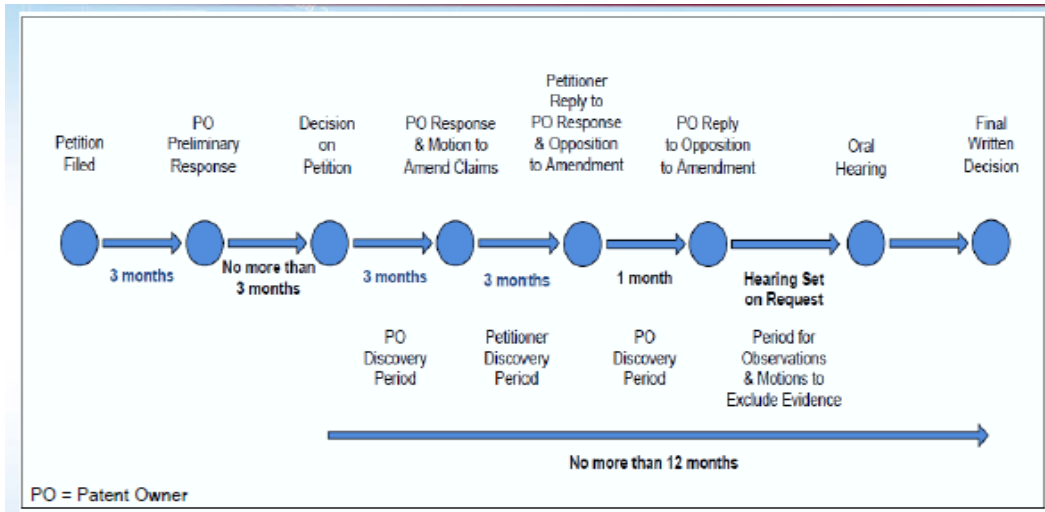 Petition
Filed
PO
Preliminary
Response
Decision
on
Petition
PO Response
& Motion to
Amend Claims
Petitioner
Reply to
PO Response
& Opposition
to Amendment
PO Reply
to Opposition
to Amendment
Oral
Hearing
Final
Written
Decision
3 months
No more than
3 months
3 months
3 months
1 month
Hearing Set
on Request
PO
Discovery
Period
Petitioner
Discovery
Period
PO
Discovery
Period
Period for
Observations
& Motions to
Exclude Evidence
No more than 12 months
PO = Patent Owner